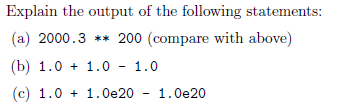 Explain the output of the following statements:
(a) 2000.3 ** 200 (compare with above)
(b) 1.0 + 1.0 - 1.0
(c) 1.0 + 1.0e20 - 1.0e20